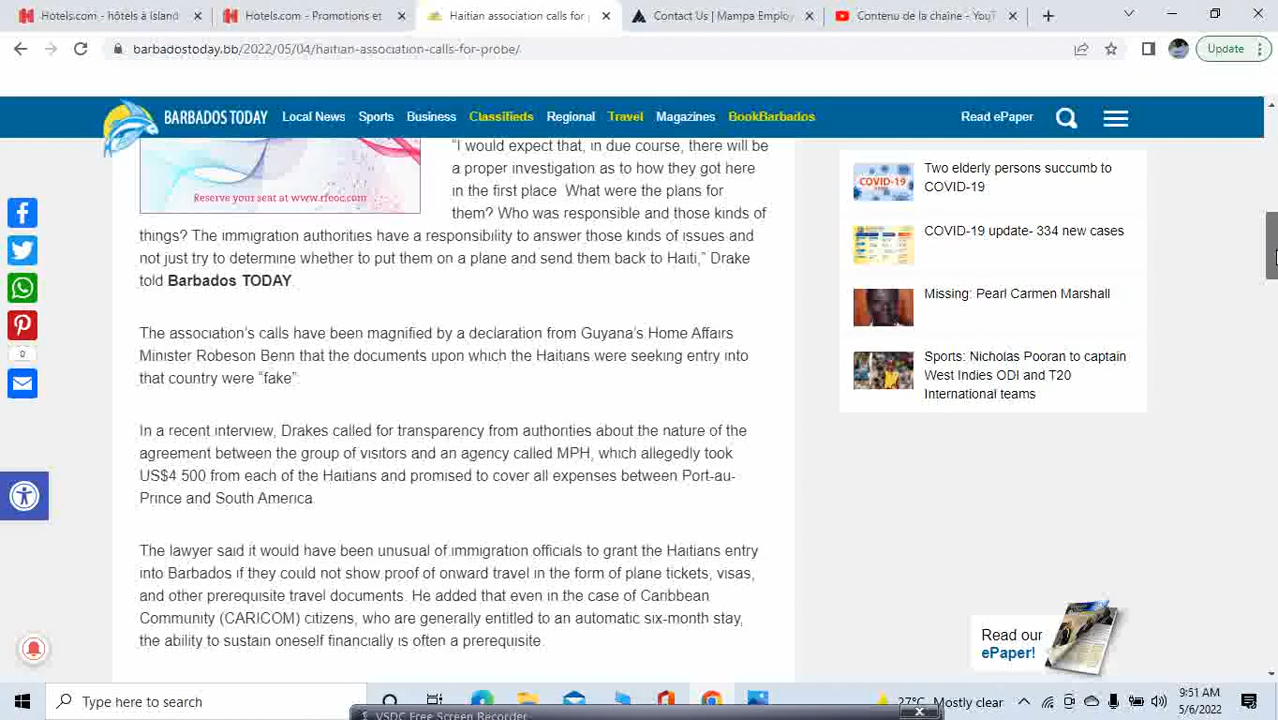 Hotels.com - hôtels à Island
Hotels.com - Promotions et
Haitian association calls for
Contact Us | Mampa Employ
Contenu de la chaîne - YouT
barbadostoday.bb/2022/05/04/haitian-association-calls-for-probe/
Update
BARBADOS TODAY
Local News Sports Business Classifieds Regional Travel Magazines BookBarbados
Read ePaper
Reserve your seat at www.rfeoc.com
“I would expect that, in due course, there will be
a proper investigation as to how they got here
in the first place. What were the plans for
them? Who was responsible and those kinds of
things? The immigration authorities have a responsibility to answer those kinds of issues and
not just try to determine whether to put them on a plane and send them back to Haiti,” Drake
told Barbados TODAY.
The association’s calls have been magnified by a declaration from Guyana’s Home Affairs
Minister Robeson Benn that the documents upon which the Haitians were seeking entry into
that country were “fake”.
In a recent interview, Drakes called for transparency from authorities about the nature of the
agreement between the group of visitors and an agency called MPH, which allegedly took
US$4 500 from each of the Haitians and promised to cover all expenses between Port-au-
Prince and South America.
The lawyer said it would have been unusual of immigration officials to grant the Haitians entry
into Barbados if they could not show proof of onward travel in the form of plane tickets, visas,
and other prerequisite travel documents. He added that even in the case of Caribbean
Community (CARICOM) citizens, who are generally entitled to an automatic six-month stay,
the ability to sustain oneself financially is often a prerequisite.
0
COVID-19
Two elderly persons succumb to
COVID-19
COVID-19 update- 334 new cases
Missing: Pearl Carmen Marshall
Sports: Nicholas Pooran to captain
West Indies ODI and T20
International teams
Read our
ePaper!
Type here to search
27°C Mostly clear
9:51 AM
5/6/2022
VSDC Free Screen Recorder